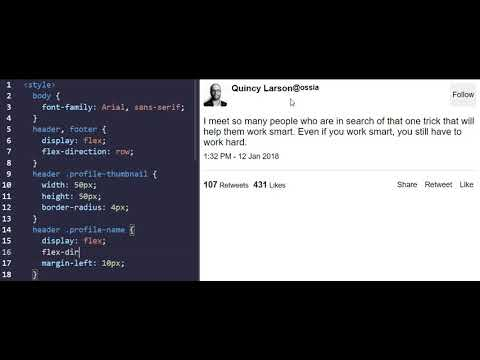 1 <style>
2 body {
3 font-family: Arial, sans-serif;
4 }
5 header, footer {
6 display: flex;
7 flex-direction: row;
8 }
9 header .profile-thumbnail {
10 width: 50px;
11 height: 50px;
12 border-radius: 4px;
13 }
14 header .profile-name {
15 display: flex;
16 flex-dir
17 margin-left: 10px;
18 }
Quincy Larson@ossia
Follow
I meet so many people who are in search of that one trick that will
help them work smart. Even if you work smart, you still have to
work hard.
1:32 PM - 12 Jan 2018
107 Retweets 431 Likes
Share Retweet Like